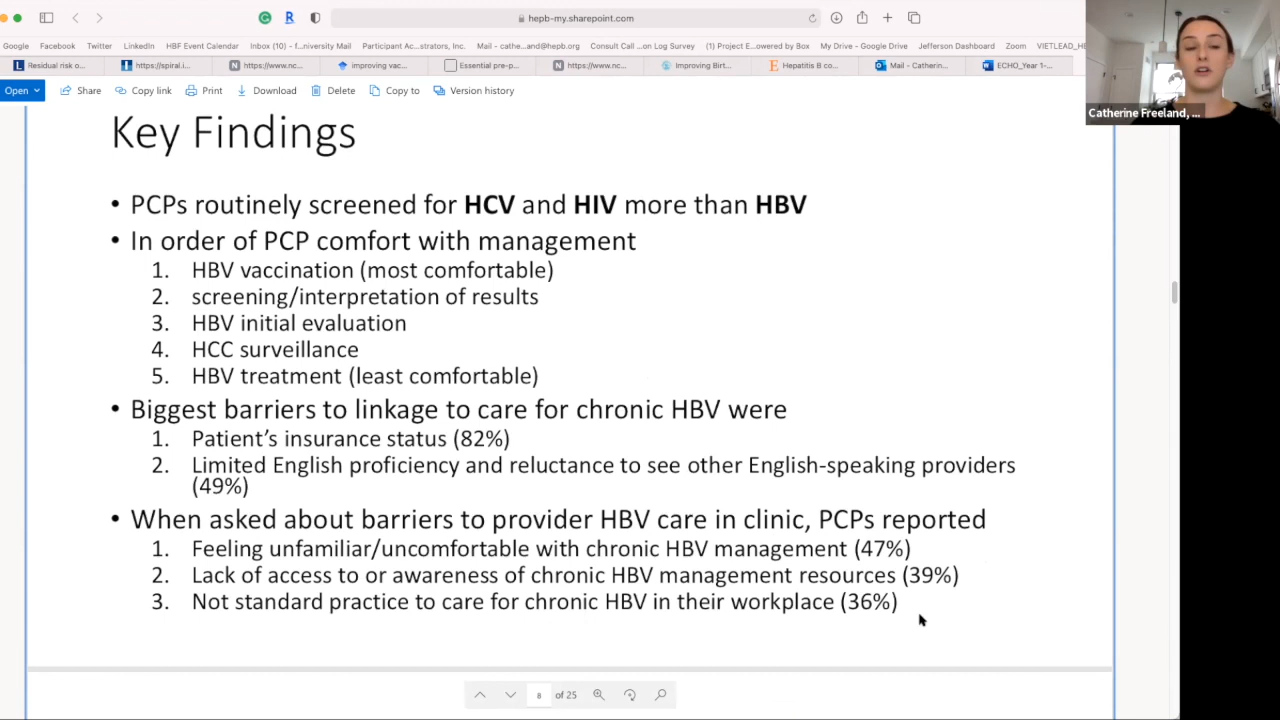 hepb-my.sharepoint.com
Google Facebook Twitter LinkedIn HBF Event Calendar Inbox (10) - f...niversity Mail Participant Ac...strators, Inc. Mail - cathe...and@hepb.org Consult Call ...on Log Survey (1) Project E...owered by Box My Drive - Google Drive Jefferson Dashboard Zoom VIETLEAD_HE
Residual risk o... https://spiral.i... https://www.nc... improving vac... Essential pre-p... https://www.nc... Improving Birt... Hepatitis B co... Mail - Catherin... ECHO_Year 1-...
Open Share Copy link Print Download Delete Copy to Version history
Catherine Freeland, ...
Key Findings
• PCPs routinely screened for HCV and HIV more than HBV
• In order of PCP comfort with management
1. HBV vaccination (most comfortable)
2. screening/interpretation of results
3. HBV initial evaluation
4. HCC surveillance
5. HBV treatment (least comfortable)
• Biggest barriers to linkage to care for chronic HBV were
1. Patient's insurance status (82%)
2. Limited English proficiency and reluctance to see other English-speaking providers
(49%)
• When asked about barriers to provider HBV care in clinic, PCPs reported
1. Feeling unfamiliar/uncomfortable with chronic HBV management (47%)
2. Lack of access to or awareness of chronic HBV management resources (39%)
3. Not standard practice to care for chronic HBV in their workplace (36%)
8 of 25